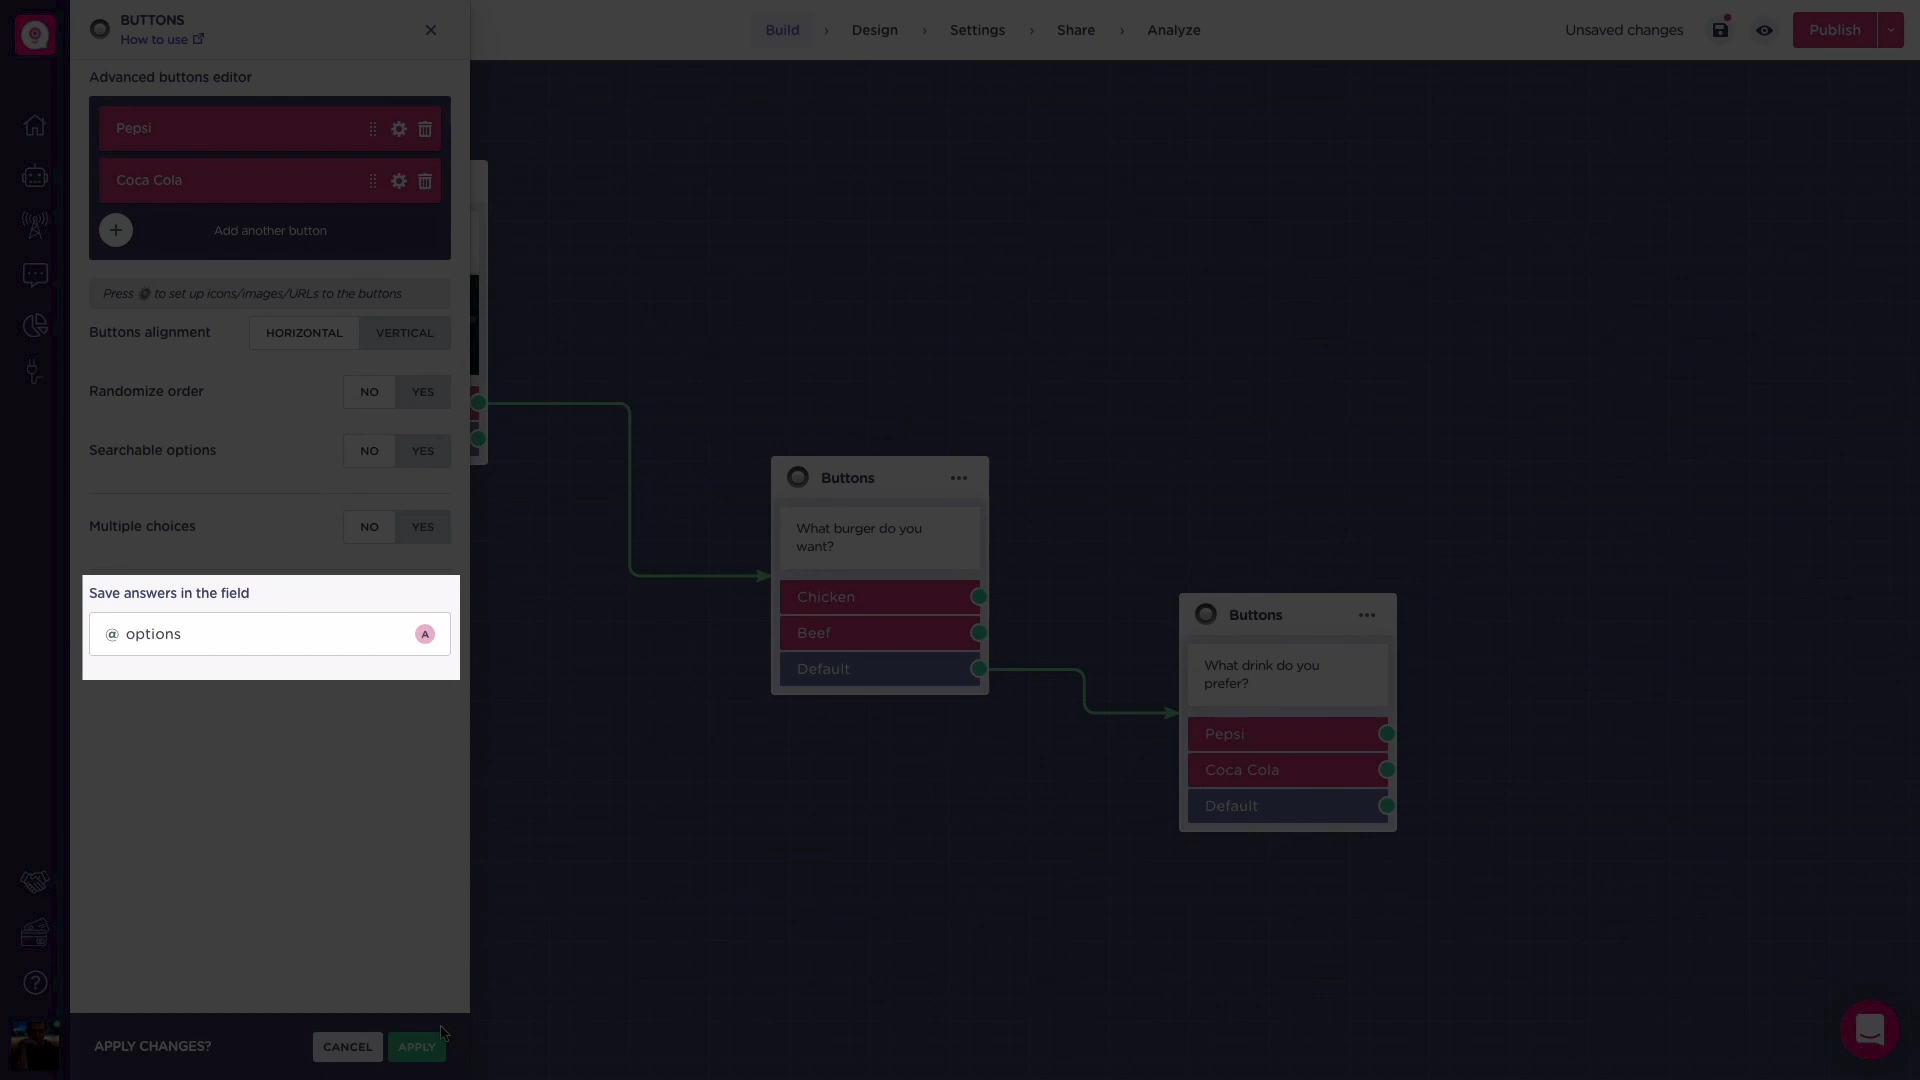 BUTTONS
How to use
Build
Design
Settings
Share
Analyze
Unsaved changes
Publish
Advanced buttons editor
Pepsi
Coca Cola
Add another button
Press to set up icons/images/URLs to the buttons
Buttons alignment
HORIZONTAL
VERTICAL
Randomize order
NO
YES
Searchable options
NO
YES
Multiple choices
NO
YES
Save answers in the field
@ options
A
APPLY CHANGES?
CANCEL
APPLY
Buttons
What burger do you
want?
Chicken
Beef
Default
Buttons
What drink do you
prefer?
Pepsi
Coca Cola
Default